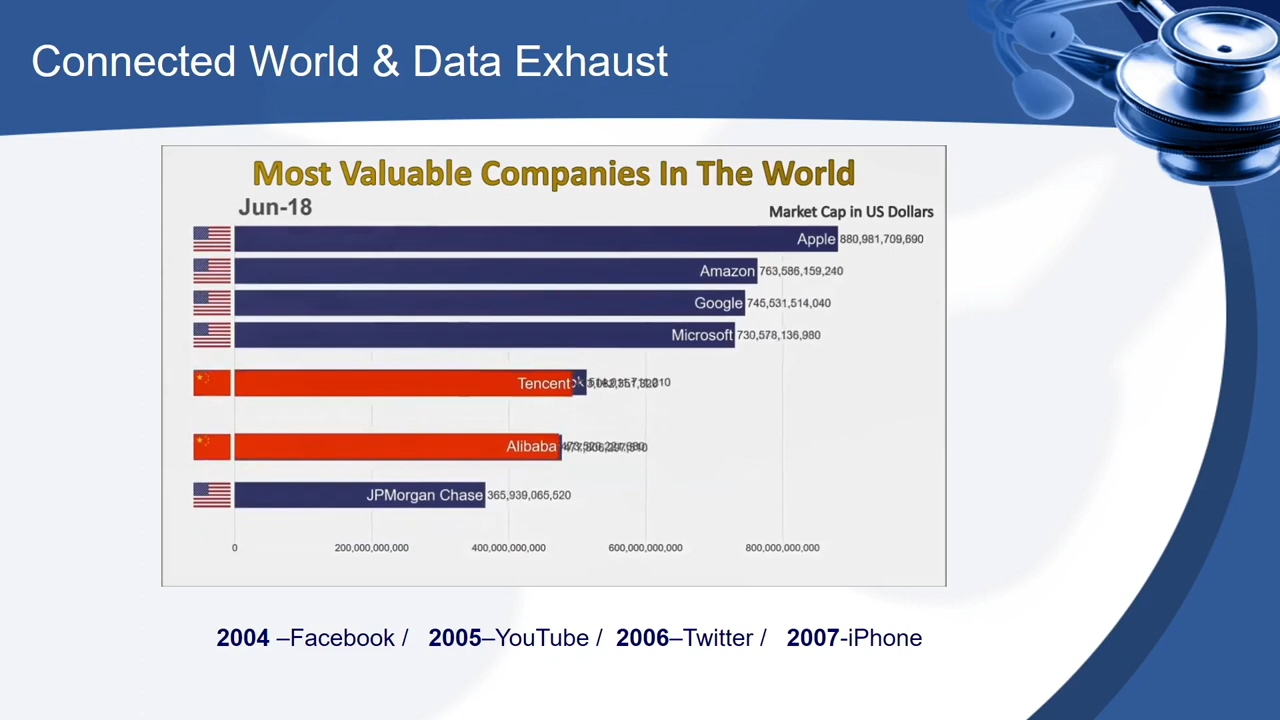 Connected World & Data Exhaust
Most Valuable Companies In The World
Jun-18
Market Cap in US Dollars
Apple 880,981,709,690
Amazon 763,586,159,240
Google 745,531,514,040
Microsoft 730,578,136,980
Tencent
Alibaba
JPMorgan Chase 365,939,065,520
0 200,000,000,000 400,000,000,000 600,000,000,000 800,000,000,000
2004 –Facebook / 2005–YouTube / 2006–Twitter / 2007-iPhone